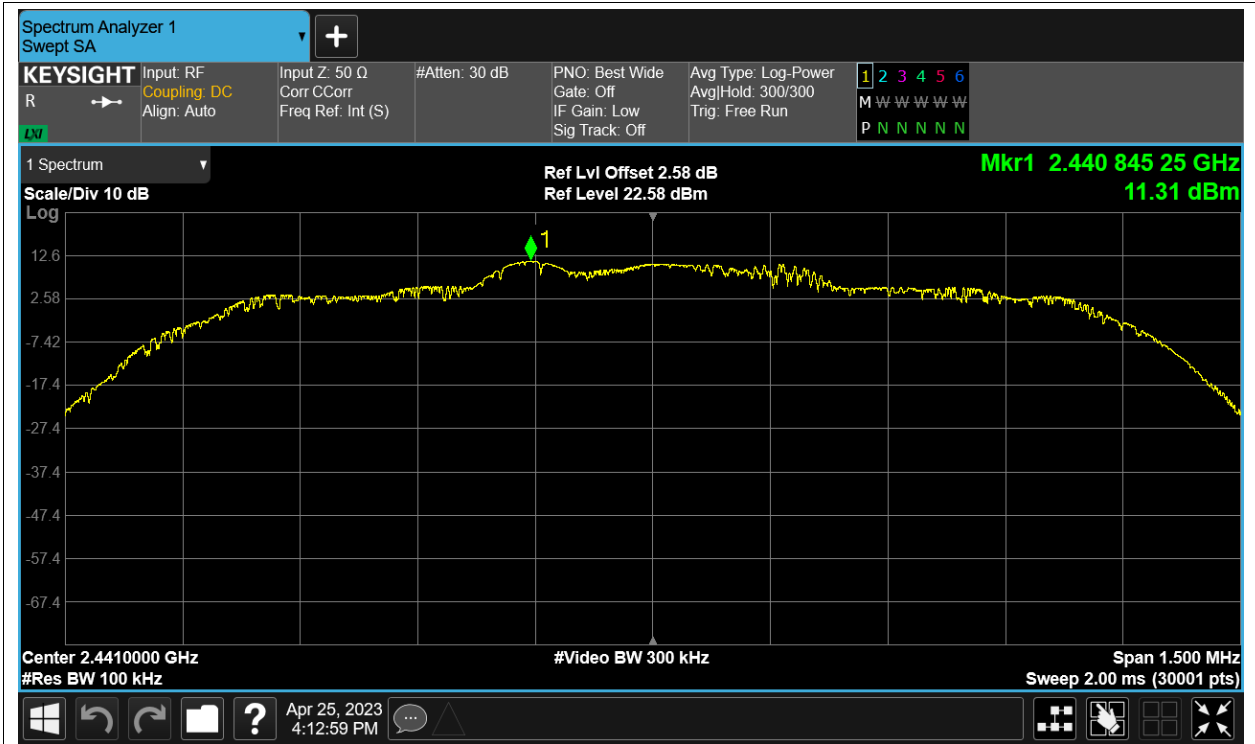 Spectrum Analyzer 1
Swept SA
KEYSIGHT
R
LXI
Input: RF
Coupling: DC
Align: Auto
Input Z: 50 Ω
Corr CCorr
Freq Ref: Int (S)
#Atten: 30 dB
PNO: Best Wide
Gate: Off
IF Gain: Low
Sig Track: Off
Avg Type: Log-Power
Avg|Hold: 300/300
Trig: Free Run
1 2 3 4 5 6
M W W W W W
P N N N N N
1 Spectrum
Scale/Div 10 dB
Log
Ref Lvl Offset 2.58 dB
Ref Level 22.58 dBm
Mkr1 2.440 845 25 GHz
11.31 dBm
1
12.6
2.58
-7.42
-17.4
-27.4
-37.4
-47.4
-57.4
-67.4
Center 2.4410000 GHz
#Video BW 300 kHz
Span 1.500 MHz
#Res BW 100 kHz
Sweep 2.00 ms (30001 pts)
?
Apr 25, 2023
4:12:59 PM